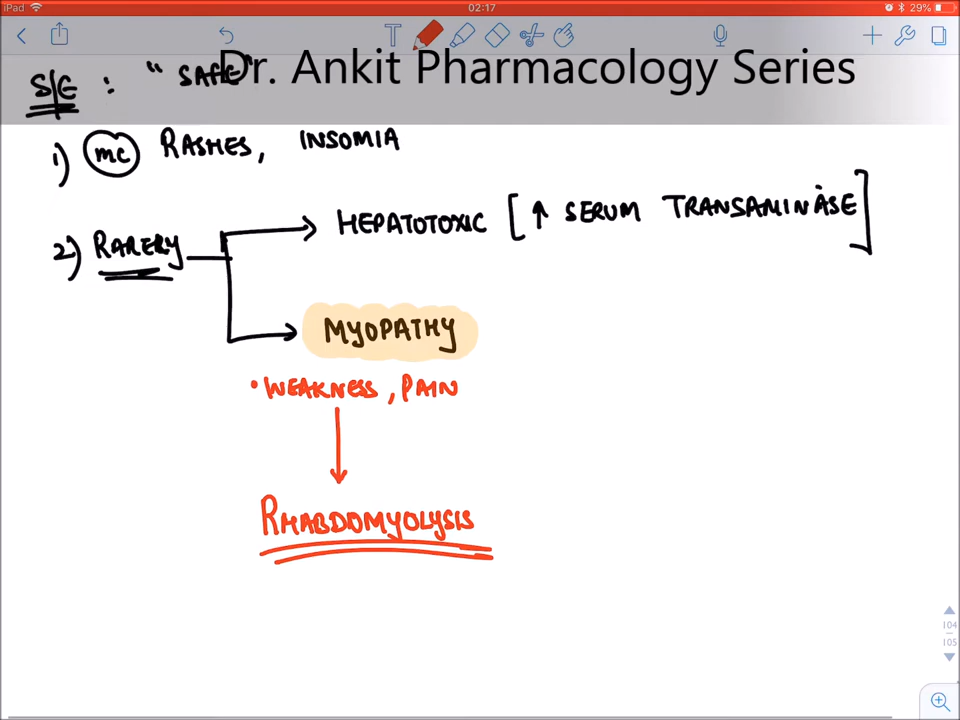 iPad 02:17 29%
T
Dr. Ankit Pharmacology Series
S/E : "SAFE"
1) mc RASHES, INSOMIA
2) RARERY HEPATOTOXIC [↑ SERUM TRANSAMINASE]
MYOPATHY
• WEAKNESS, PAIN
RHABDOMYOLYSIS
104
105